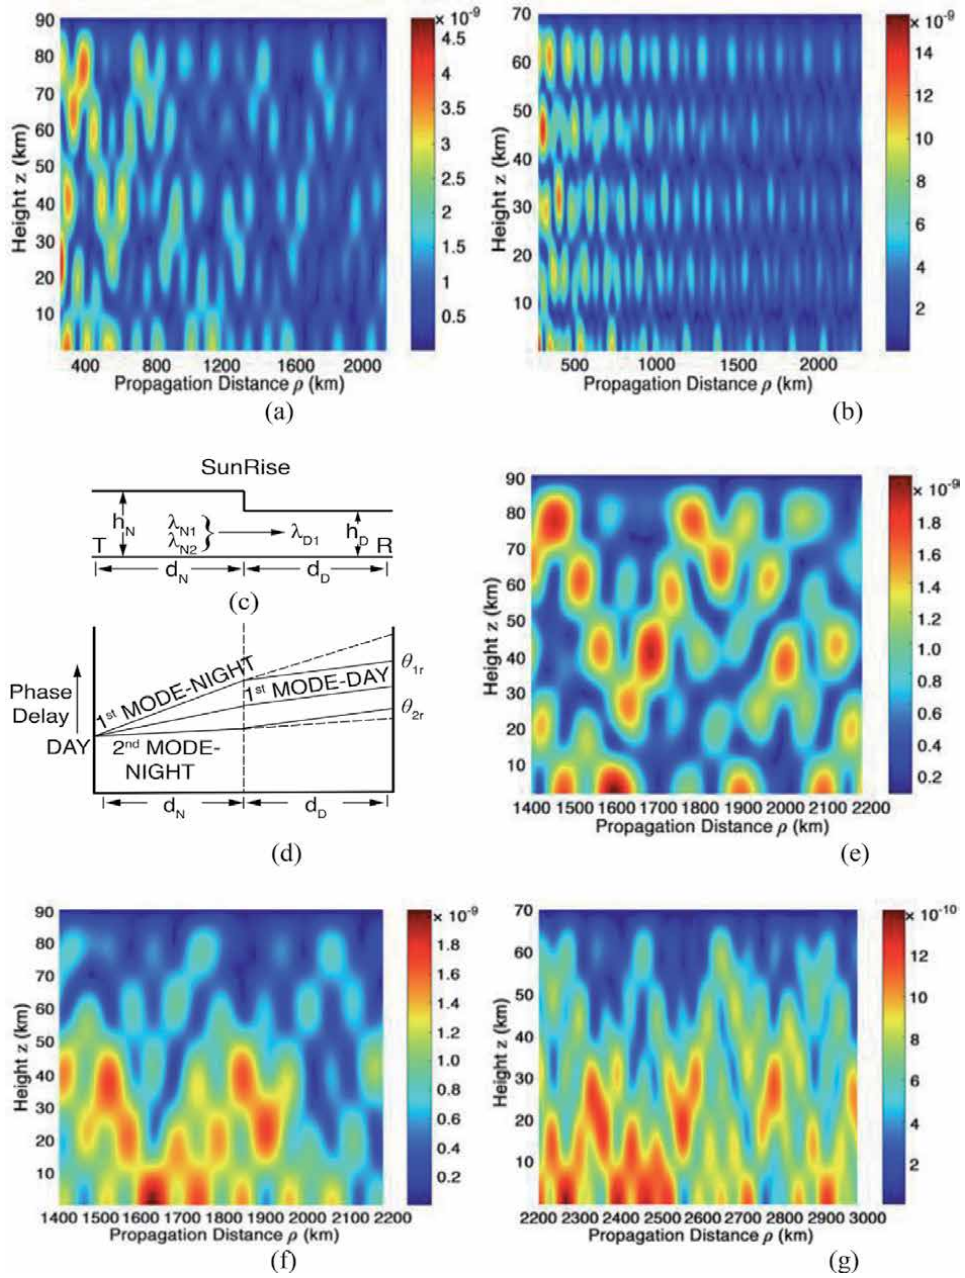 × 10⁻⁹
90
80
70
60
50
40
30
20
10
Height z (km)
400 800 1200 1600 2000
Propagation Distance ρ (km)
4.5
4
3.5
3
2.5
2
1.5
1
0.5
(a)
× 10⁻⁹
70
60
50
40
30
20
10
Height z (km)
500 1000 1500 2000
Propagation Distance ρ (km)
14
12
10
8
6
4
2
(b)
SunRise
h_N
λ_N1
λ_N2
λ_D1
h_D
T
R
d_N
d_D
(c)
Phase
Delay
DAY
1st MODE-NIGHT
1st MODE-DAY
2nd MODE-
NIGHT
θ_1r
θ_2r
d_N
d_D
(d)
× 10⁻⁹
90
80
70
60
50
40
30
20
10
Height z (km)
1400 1500 1600 1700 1800 1900 2000 2100 2200
Propagation Distance ρ (km)
1.8
1.6
1.4
1.2
1.0
0.8
0.6
0.4
0.2
(e)
× 10⁻⁹
90
80
70
60
50
40
30
20
10
Height z (km)
1400 1500 1600 1700 1800 1900 2000 2100 2200
Propagation Distance ρ (km)
1.8
1.6
1.4
1.2
1.0
0.8
0.6
0.4
0.2
(f)
× 10⁻¹⁰
70
60
50
40
30
20
10
Height z (km)
2200 2300 2400 2500 2600 2700 2800 2900 3000
Propagation Distance ρ (km)
10
8
6
4
2
(g)